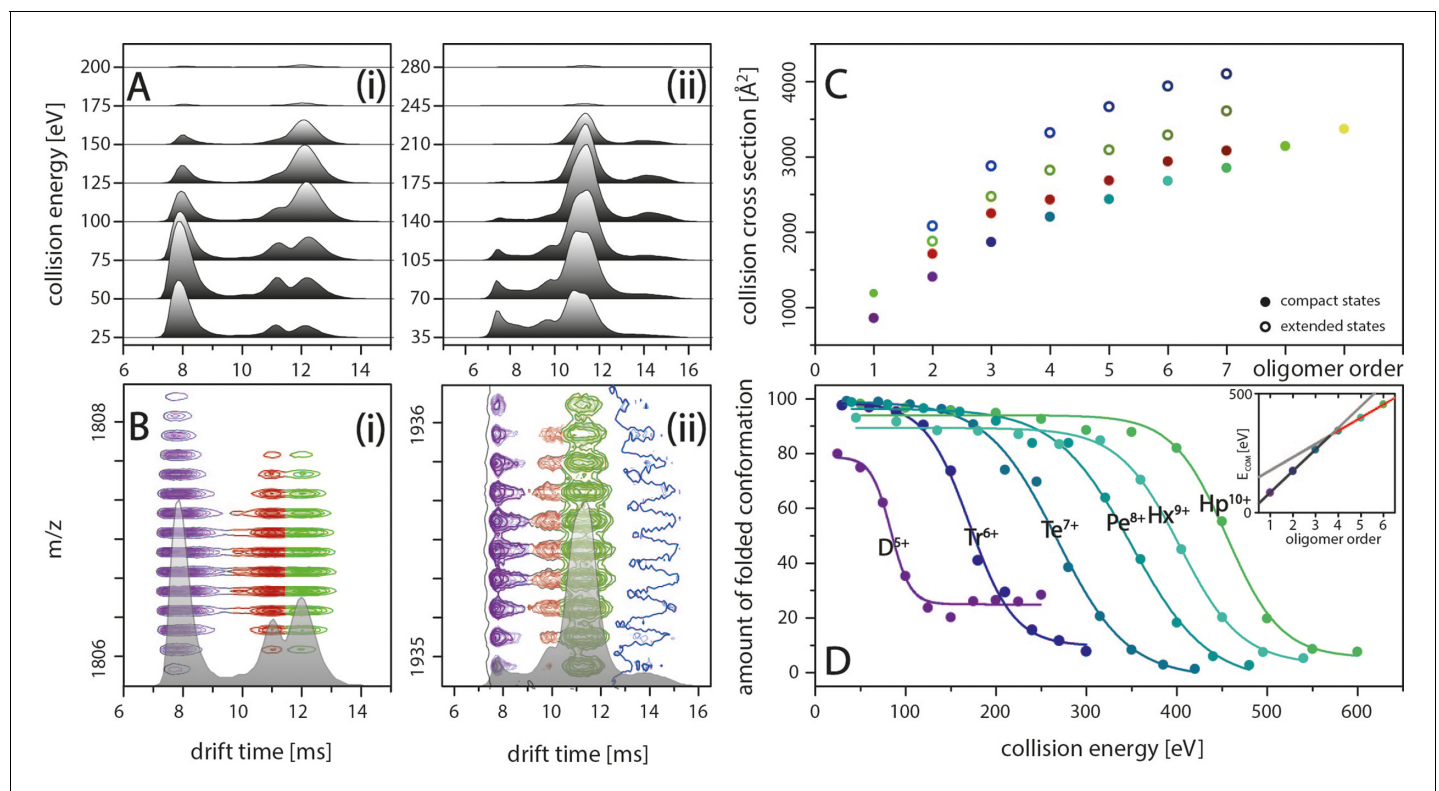 A
(i)
200
175
150
125
100
75
50
25
collision energy [eV]
6 8 10 12 14
(ii)
280
245
210
175
140
105
70
35
6 8 10 12 14 16
C
collision cross section [Å²]
4000
3000
2000
1000
compact states
extended states
1 2 3 4 5 6 7 oligomer order
B
(i)
1808
1806
m/z
6 8 10 12 14
drift time [ms]
(ii)
1936
1935
6 8 10 12 14 16
drift time [ms]
D
amount of folded conformation
100
80
60
40
20
0
D5+
Tr6+
Te7+
Pe8+
Hx9+
Hp10+
0 100 200 300 400 500 600
collision energy [eV]
500
0
ECOM [eV]
1 2 3 4 5 6
oligomer order